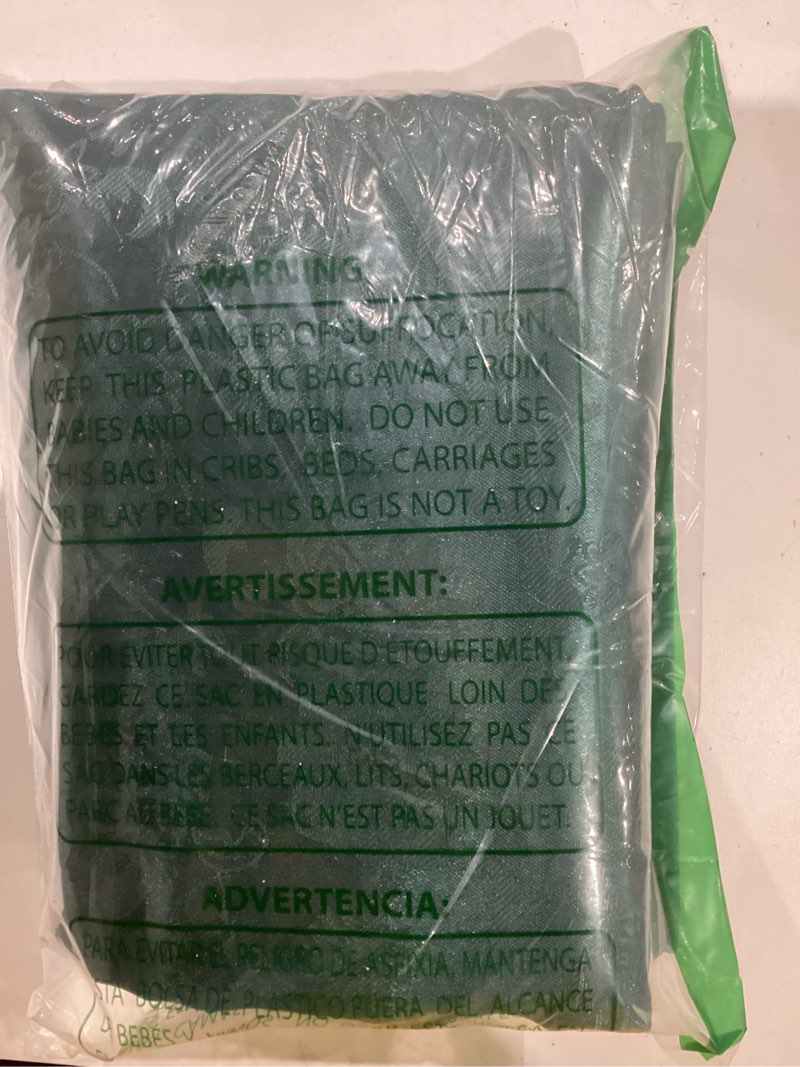 WARNING
TO AVOID DANGER OF SUFFOCATION,
KEEP THIS PLASTIC BAG AWAY FROM
BABIES AND CHILDREN. DO NOT USE
THIS BAG IN CRIBS, BEDS, CARRIAGES
OR PLAY PENS. THIS BAG IS NOT A TOY.
AVERTISSEMENT:
POUR EVITER TOUT RISQUE D'ETOUFFEMENT,
GARDEZ CE SAC EN PLASTIQUE LOIN DES
BEBES ET LES ENFANTS. N'UTILISEZ PAS CE
SAC DANS LES BERCEAUX, LITS, CHARIOTS OU
PARC AU BEBE. CE SAC N'EST PAS UN JOUET.
ADVERTENCIA:
PARA EVITAR EL PELIGRO DE ASFIXIA, MANTENGA
STA BOLSA DE PLASTICO FUERA DEL ALCANCE
BEBES